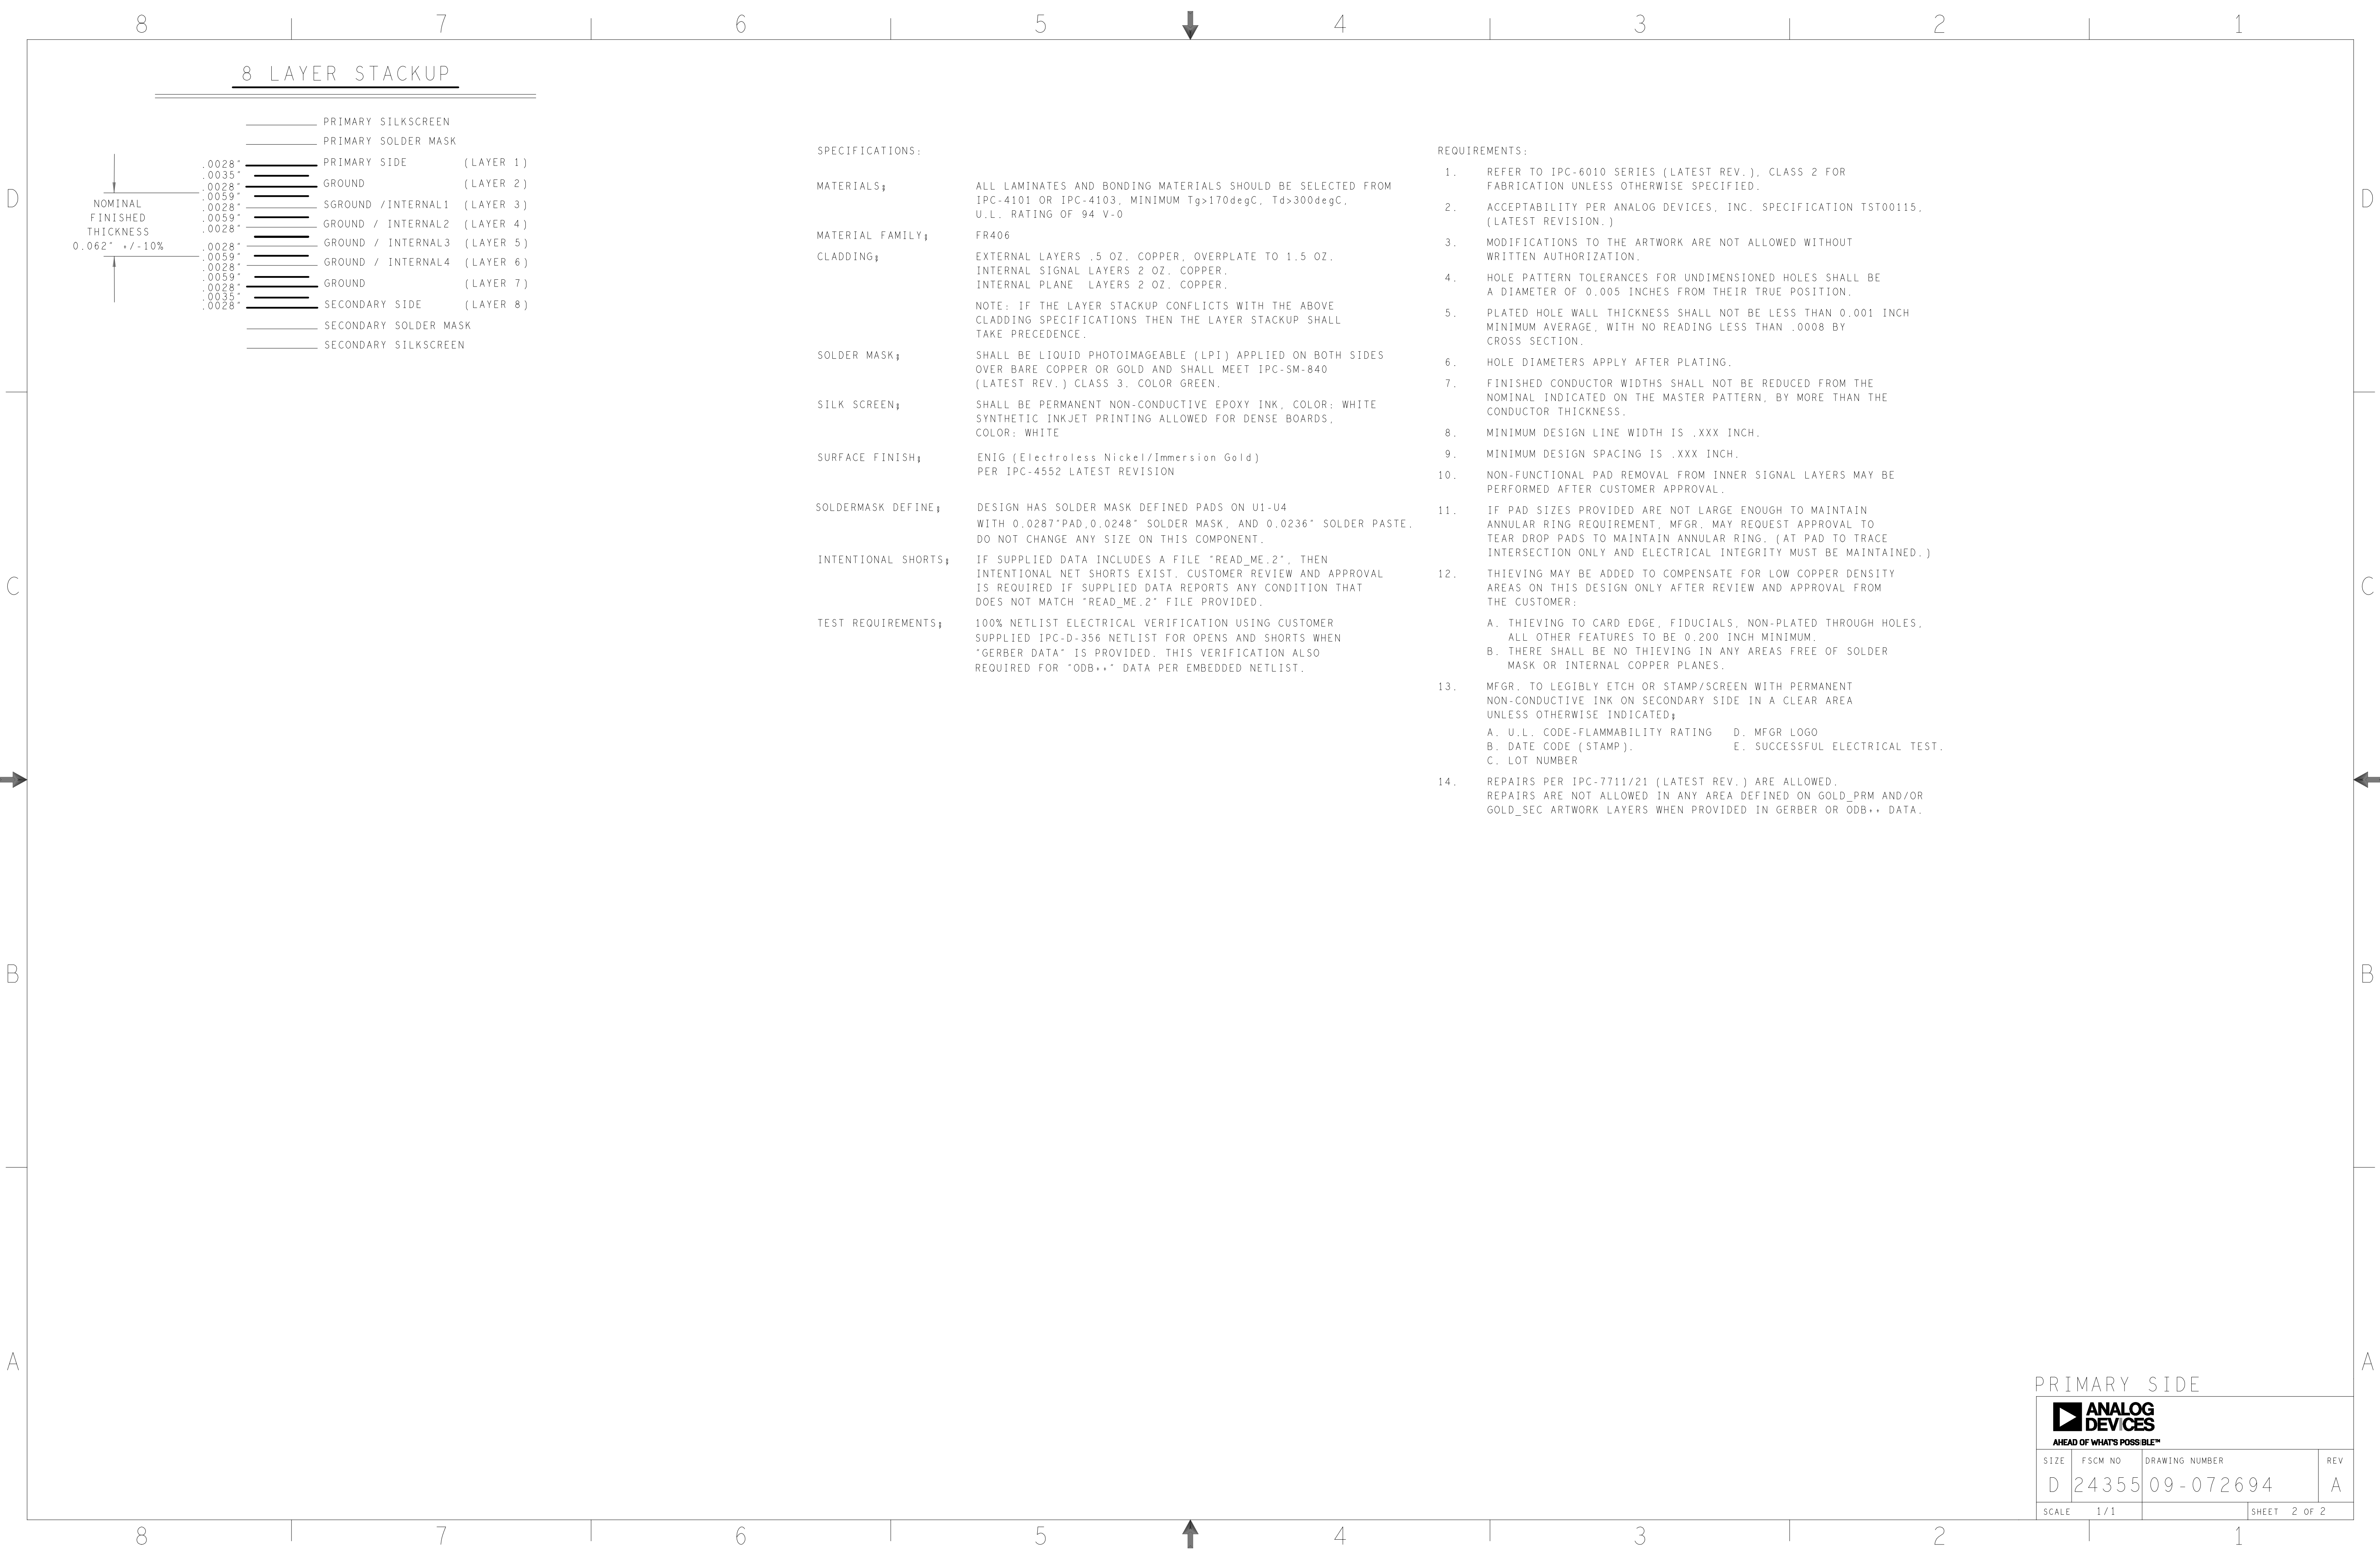 8 7 6 5 4 3 2 1
8 LAYER STACKUP
PRIMARY SILKSCREEN
PRIMARY SOLDER MASK
.0028" PRIMARY SIDE (LAYER 1)
.0035"
.0028" GROUND (LAYER 2)
.0059"
.0028" SGROUND /INTERNAL1 (LAYER 3)
.0059"
.0028" GROUND / INTERNAL2 (LAYER 4)
.0028" GROUND / INTERNAL3 (LAYER 5)
.0059"
.0028" GROUND / INTERNAL4 (LAYER 6)
.0059"
.0028" GROUND (LAYER 7)
.0035"
.0028" SECONDARY SIDE (LAYER 8)
SECONDARY SOLDER MASK
SECONDARY SILKSCREEN
NOMINAL
FINISHED
THICKNESS
0.062" +/-10%
SPECIFICATIONS:
MATERIALS: ALL LAMINATES AND BONDING MATERIALS SHOULD BE SELECTED FROM
IPC-4101 OR IPC-4103, MINIMUM Tg>170degC, Td>300degC,
U.L. RATING OF 94 V-0
MATERIAL FAMILY: FR406
CLADDING: EXTERNAL LAYERS .5 OZ. COPPER, OVERPLATE TO 1.5 OZ.
INTERNAL SIGNAL LAYERS 2 OZ. COPPER.
INTERNAL PLANE LAYERS 2 OZ. COPPER.
NOTE: IF THE LAYER STACKUP CONFLICTS WITH THE ABOVE
CLADDING SPECIFICATIONS THEN THE LAYER STACKUP SHALL
TAKE PRECEDENCE.
SOLDER MASK: SHALL BE LIQUID PHOTOIMAGEABLE (LPI) APPLIED ON BOTH SIDES
OVER BARE COPPER OR GOLD AND SHALL MEET IPC-SM-840
(LATEST REV.) CLASS 3. COLOR GREEN.
SILK SCREEN: SHALL BE PERMANENT NON-CONDUCTIVE EPOXY INK, COLOR: WHITE
SYNTHETIC INKJET PRINTING ALLOWED FOR DENSE BOARDS,
COLOR: WHITE
SURFACE FINISH: ENIG (Electroless Nickel/Immersion Gold)
PER IPC-4552 LATEST REVISION
SOLDERMASK DEFINE: DESIGN HAS SOLDER MASK DEFINED PADS ON U1-U4
WITH 0.0287"PAD,0.0248" SOLDER MASK, AND 0.0236" SOLDER PASTE.
DO NOT CHANGE ANY SIZE ON THIS COMPONENT.
INTENTIONAL SHORTS: IF SUPPLIED DATA INCLUDES A FILE "READ_ME.2", THEN
INTENTIONAL NET SHORTS EXIST. CUSTOMER REVIEW AND APPROVAL
IS REQUIRED IF SUPPLIED DATA REPORTS ANY CONDITION THAT
DOES NOT MATCH "READ_ME.2" FILE PROVIDED.
TEST REQUIREMENTS: 100% NETLIST ELECTRICAL VERIFICATION USING CUSTOMER
SUPPLIED IPC-D-356 NETLIST FOR OPENS AND SHORTS WHEN
"GERBER DATA" IS PROVIDED. THIS VERIFICATION ALSO
REQUIRED FOR "ODB++" DATA PER EMBEDDED NETLIST.
REQUIREMENTS:
1. REFER TO IPC-6010 SERIES (LATEST REV.), CLASS 2 FOR
FABRICATION UNLESS OTHERWISE SPECIFIED.
2. ACCEPTABILITY PER ANALOG DEVICES, INC. SPECIFICATION TST00115,
(LATEST REVISION.)
3. MODIFICATIONS TO THE ARTWORK ARE NOT ALLOWED WITHOUT
WRITTEN AUTHORIZATION.
4. HOLE PATTERN TOLERANCES FOR UNDIMENSIONED HOLES SHALL BE
A DIAMETER OF 0.005 INCHES FROM THEIR TRUE POSITION.
5. PLATED HOLE WALL THICKNESS SHALL NOT BE LESS THAN 0.001 INCH
MINIMUM AVERAGE, WITH NO READING LESS THAN .0008 BY
CROSS SECTION.
6. HOLE DIAMETERS APPLY AFTER PLATING.
7. FINISHED CONDUCTOR WIDTHS SHALL NOT BE REDUCED FROM THE
NOMINAL INDICATED ON THE MASTER PATTERN, BY MORE THAN THE
CONDUCTOR THICKNESS.
8. MINIMUM DESIGN LINE WIDTH IS .XXX INCH.
9. MINIMUM DESIGN SPACING IS .XXX INCH.
10. NON-FUNCTIONAL PAD REMOVAL FROM INNER SIGNAL LAYERS MAY BE
PERFORMED AFTER CUSTOMER APPROVAL.
11. IF PAD SIZES PROVIDED ARE NOT LARGE ENOUGH TO MAINTAIN
ANNULAR RING REQUIREMENT, MFGR. MAY REQUEST APPROVAL TO
TEAR DROP PADS TO MAINTAIN ANNULAR RING. (AT PAD TO TRACE
INTERSECTION ONLY AND ELECTRICAL INTEGRITY MUST BE MAINTAINED.)
12. THIEVING MAY BE ADDED TO COMPENSATE FOR LOW COPPER DENSITY
AREAS ON THIS DESIGN ONLY AFTER REVIEW AND APPROVAL FROM
THE CUSTOMER:
A. THIEVING TO CARD EDGE, FIDUCIALS, NON-PLATED THROUGH HOLES,
ALL OTHER FEATURES TO BE 0.200 INCH MINIMUM.
B. THERE SHALL BE NO THIEVING IN ANY AREAS FREE OF SOLDER
MASK OR INTERNAL COPPER PLANES.
13. MFGR. TO LEGIBLY ETCH OR STAMP/SCREEN WITH PERMANENT
NON-CONDUCTIVE INK ON SECONDARY SIDE IN A CLEAR AREA
UNLESS OTHERWISE INDICATED:
A. U.L. CODE-FLAMMABILITY RATING D. MFGR LOGO
B. DATE CODE (STAMP). E. SUCCESSFUL ELECTRICAL TEST.
C. LOT NUMBER
14. REPAIRS PER IPC-7711/21 (LATEST REV.) ARE ALLOWED.
REPAIRS ARE NOT ALLOWED IN ANY AREA DEFINED ON GOLD_PRM AND/OR
GOLD_SEC ARTWORK LAYERS WHEN PROVIDED IN GERBER OR ODB++ DATA.
D D
C C
B B
A A
PRIMARY SIDE
ANALOG
DEVICES
AHEAD OF WHAT'S POSSIBLE™
SIZE FSCM NO DRAWING NUMBER REV
D 24355 09-072694 A
SCALE 1/1 SHEET 2 OF 2
8 7 6 5 4 3 2 1